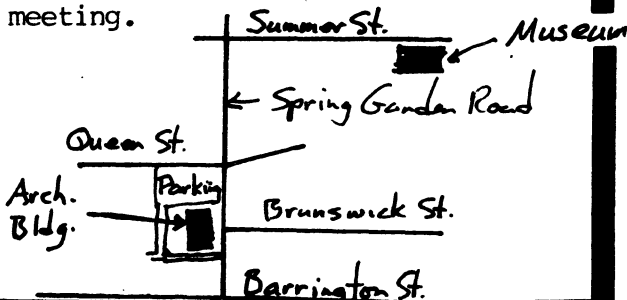 meeting.
Summer St.
Museum
Spring Garden Road
Queen St.
Parking
Arch.
Bldg.
Brunswick St.
Barrington St.